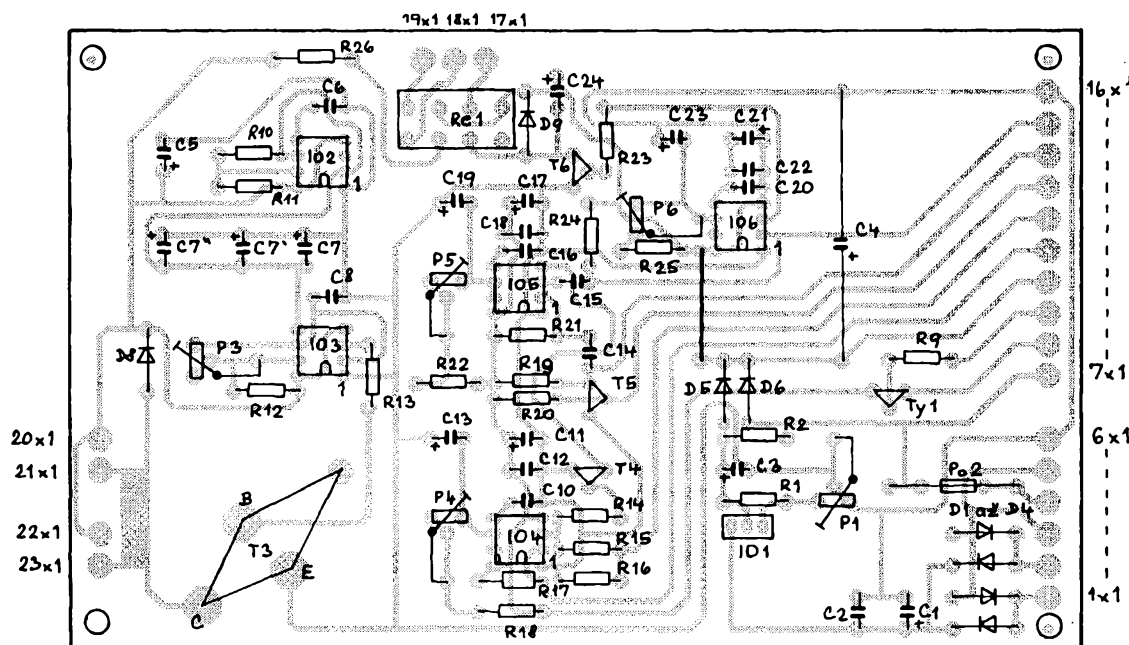 19x1 18x1 17x1
R26
C6
C24
16x1
Re1
D9
C23 C21
R10
C5
IO2
R23
T6
C22
C20
1
R11
C19 C17
P6
R24
C18
IO6
C4
C7" C7' C7
C16
1
R25
P5
C8
IO5
C15
1
R21
D8
P3
IO3
C14
R9
R22 R19
7x1
1
R12
R13
T5
D5 D6
Ty1
R20
C13 C11
R2
20x1
6x1
21x1
C12
T4
C3
Po2
C10
R1
B
P4
R14
P1
D1 až D4
T3
22x1
IO4
R15
IO1
23x1
E
1
R16
R17
C
1x1
C2 C1
R18